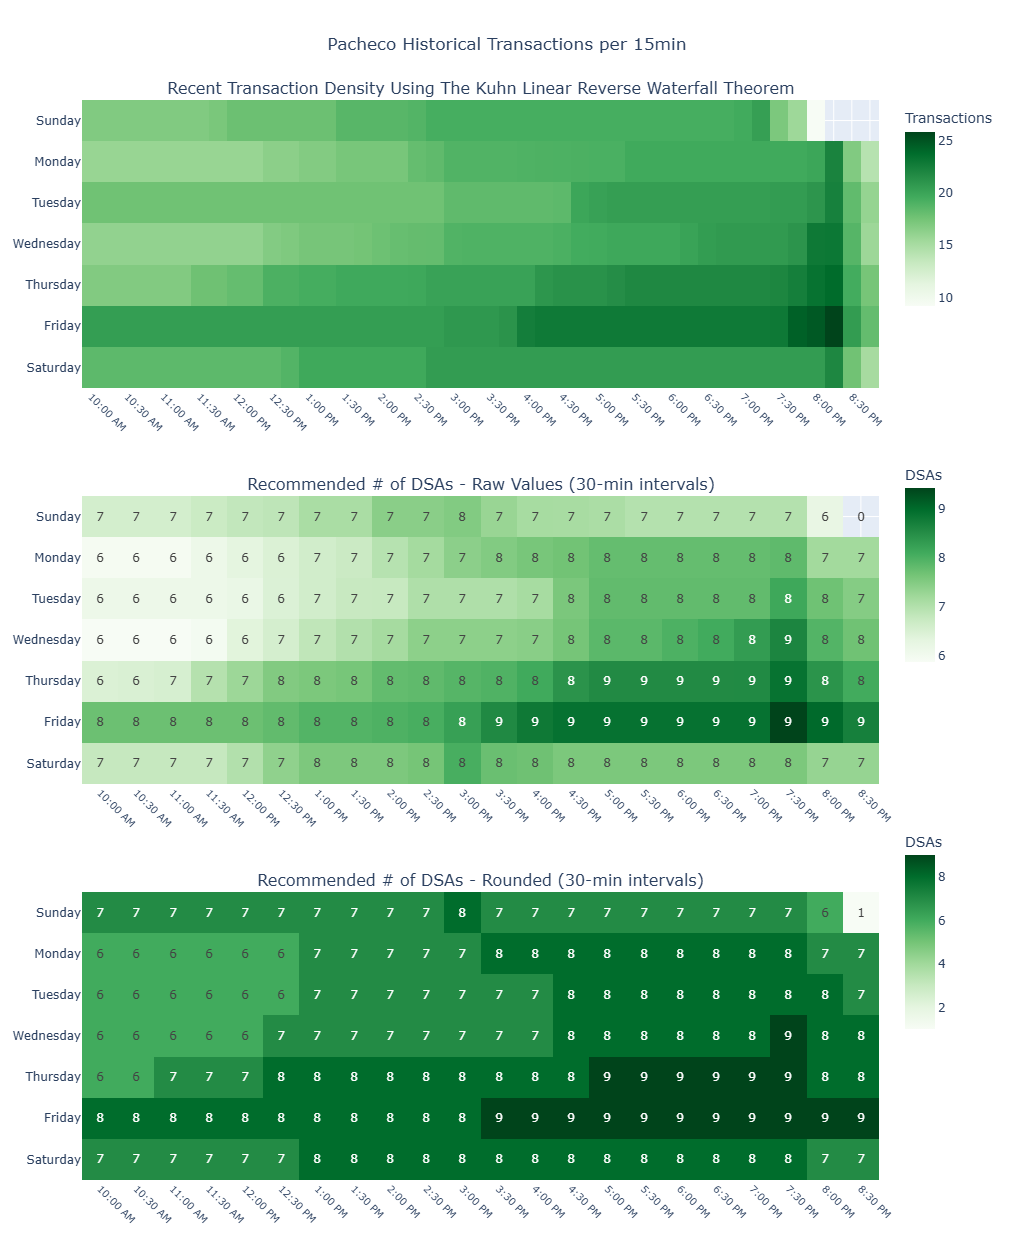 Pacheco Historical Transactions per 15min
Recent Transaction Density Using The Kuhn Linear Reverse Waterfall Theorem
Transactions
Sunday
Monday
Tuesday
Wednesday
Thursday
Friday
Saturday
25
20
15
10
10:00 AM 10:30 AM 11:00 AM 11:30 AM 12:00 PM 12:30 PM 1:00 PM 1:30 PM 2:00 PM 2:30 PM 3:00 PM 3:30 PM 4:00 PM 4:30 PM 5:00 PM 5:30 PM 6:00 PM 6:30 PM 7:00 PM 7:30 PM 8:00 PM 8:30 PM
Recommended # of DSAs - Raw Values (30-min intervals)
DSAs
Sunday 7 7 7 7 7 7 7 7 7 7 8 7 7 7 7 7 7 7 7 7 6 0
Monday 6 6 6 6 6 6 7 7 7 7 7 8 8 8 8 8 8 8 8 8 7 7
Tuesday 6 6 6 6 6 6 7 7 7 7 7 7 7 8 8 8 8 8 8 8 8 7
Wednesday 6 6 6 6 6 7 7 7 7 7 7 7 7 8 8 8 8 8 8 9 8 8
Thursday 6 6 7 7 7 8 8 8 8 8 8 8 8 8 9 9 9 9 9 9 8 8
Friday 8 8 8 8 8 8 8 8 8 8 8 9 9 9 9 9 9 9 9 9 9 9
Saturday 7 7 7 7 7 7 8 8 8 8 8 8 8 8 8 8 8 8 8 8 7 7
9
8
7
6
10:00 AM 10:30 AM 11:00 AM 11:30 AM 12:00 PM 12:30 PM 1:00 PM 1:30 PM 2:00 PM 2:30 PM 3:00 PM 3:30 PM 4:00 PM 4:30 PM 5:00 PM 5:30 PM 6:00 PM 6:30 PM 7:00 PM 7:30 PM 8:00 PM 8:30 PM
Recommended # of DSAs - Rounded (30-min intervals)
DSAs
Sunday 7 7 7 7 7 7 7 7 7 7 8 7 7 7 7 7 7 7 7 7 6 1
Monday 6 6 6 6 6 6 7 7 7 7 7 8 8 8 8 8 8 8 8 8 7 7
Tuesday 6 6 6 6 6 6 7 7 7 7 7 7 7 8 8 8 8 8 8 8 8 7
Wednesday 6 6 6 6 6 7 7 7 7 7 7 7 7 8 8 8 8 8 8 9 8 8
Thursday 6 6 7 7 7 8 8 8 8 8 8 8 8 8 9 9 9 9 9 9 8 8
Friday 8 8 8 8 8 8 8 8 8 8 8 9 9 9 9 9 9 9 9 9 9 9
Saturday 7 7 7 7 7 7 8 8 8 8 8 8 8 8 8 8 8 8 8 8 7 7
8
6
4
2
10:00 AM 10:30 AM 11:00 AM 11:30 AM 12:00 PM 12:30 PM 1:00 PM 1:30 PM 2:00 PM 2:30 PM 3:00 PM 3:30 PM 4:00 PM 4:30 PM 5:00 PM 5:30 PM 6:00 PM 6:30 PM 7:00 PM 7:30 PM 8:00 PM 8:30 PM